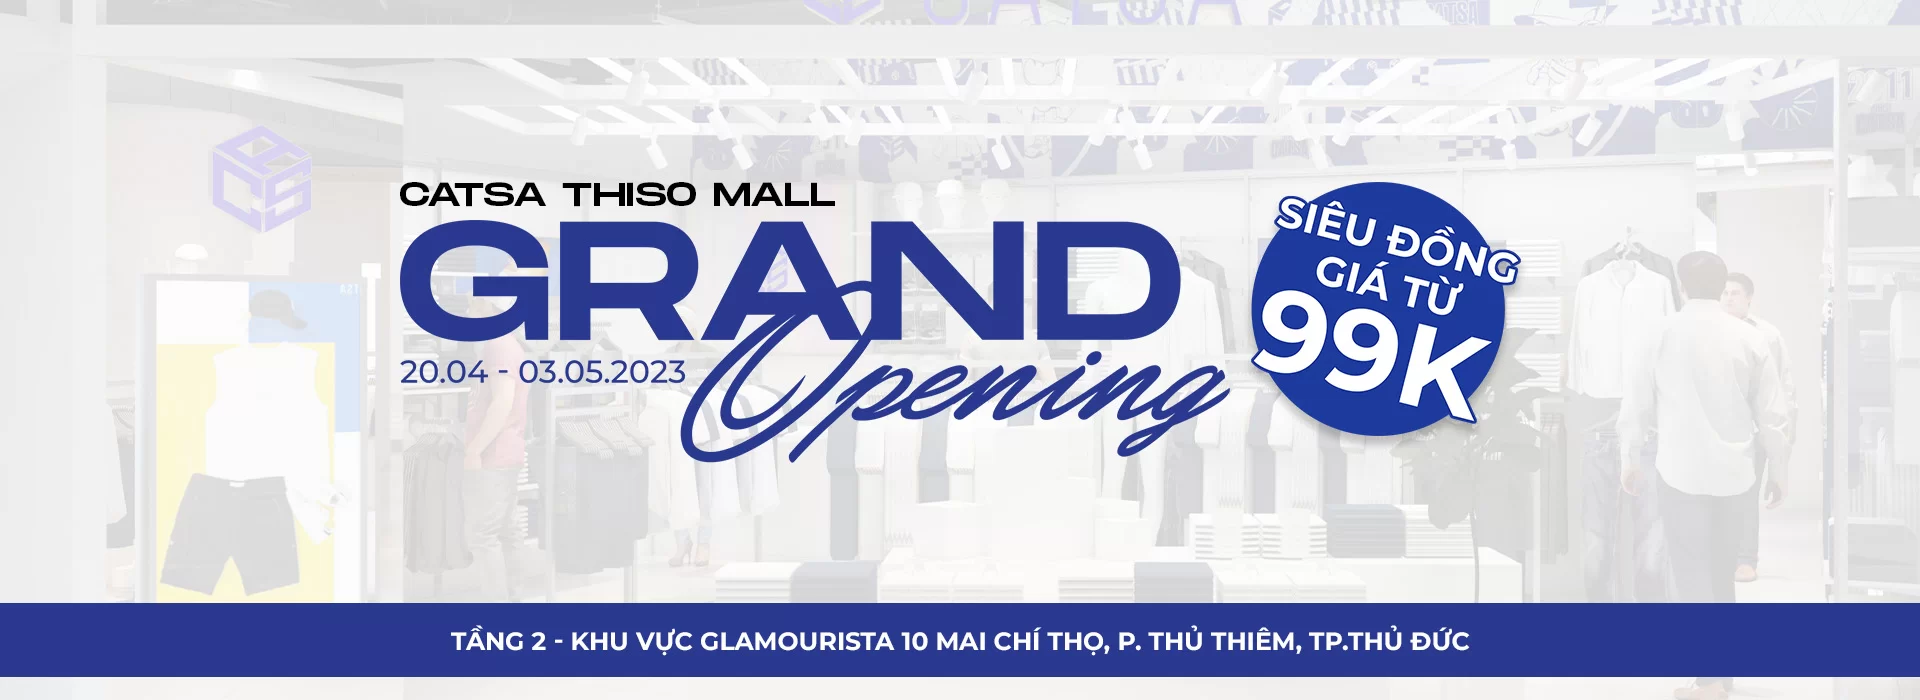 CATSA THISO MALL
GRAND
Opening
20.04 - 03.05.2023
SIÊU ĐỒNG
GIÁ TỪ
99K
TẦNG 2 - KHU VỰC GLAMOURISTA 10 MAI CHÍ THỌ, P. THỦ THIÊM, TP.THỦ ĐỨC